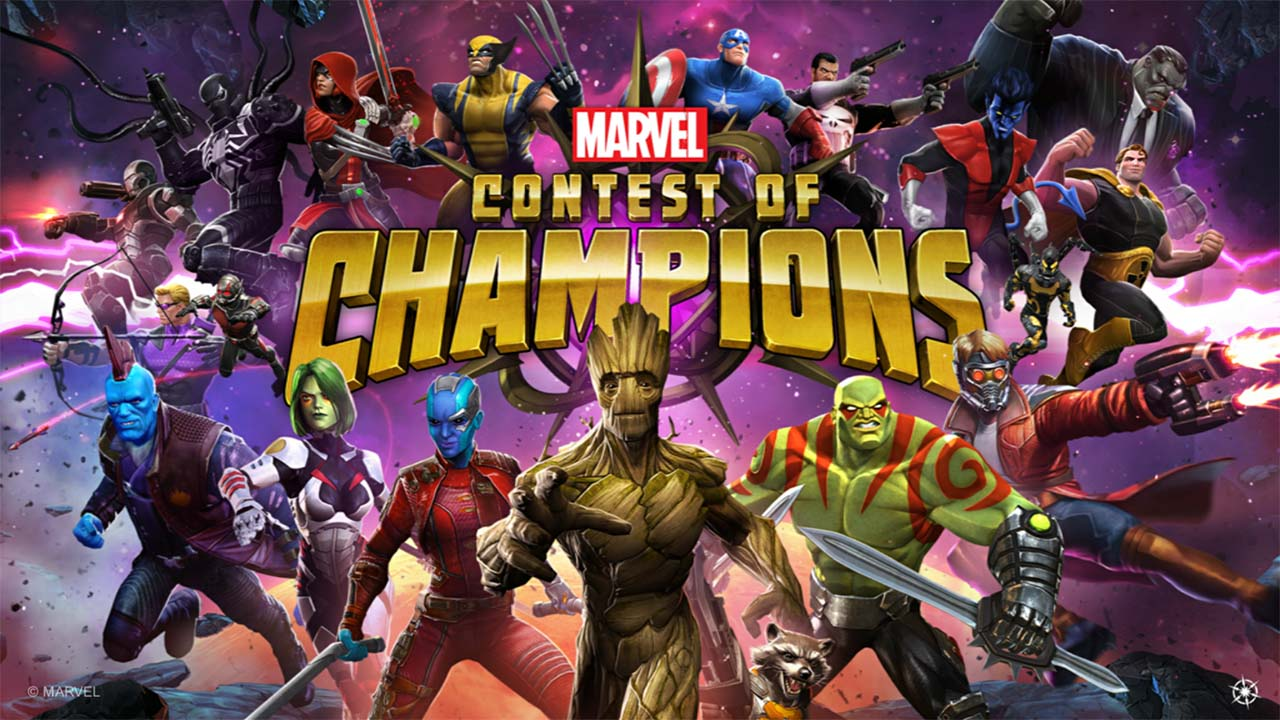 MARVEL
CONTEST OF
CHAMPIONS
© MARVEL